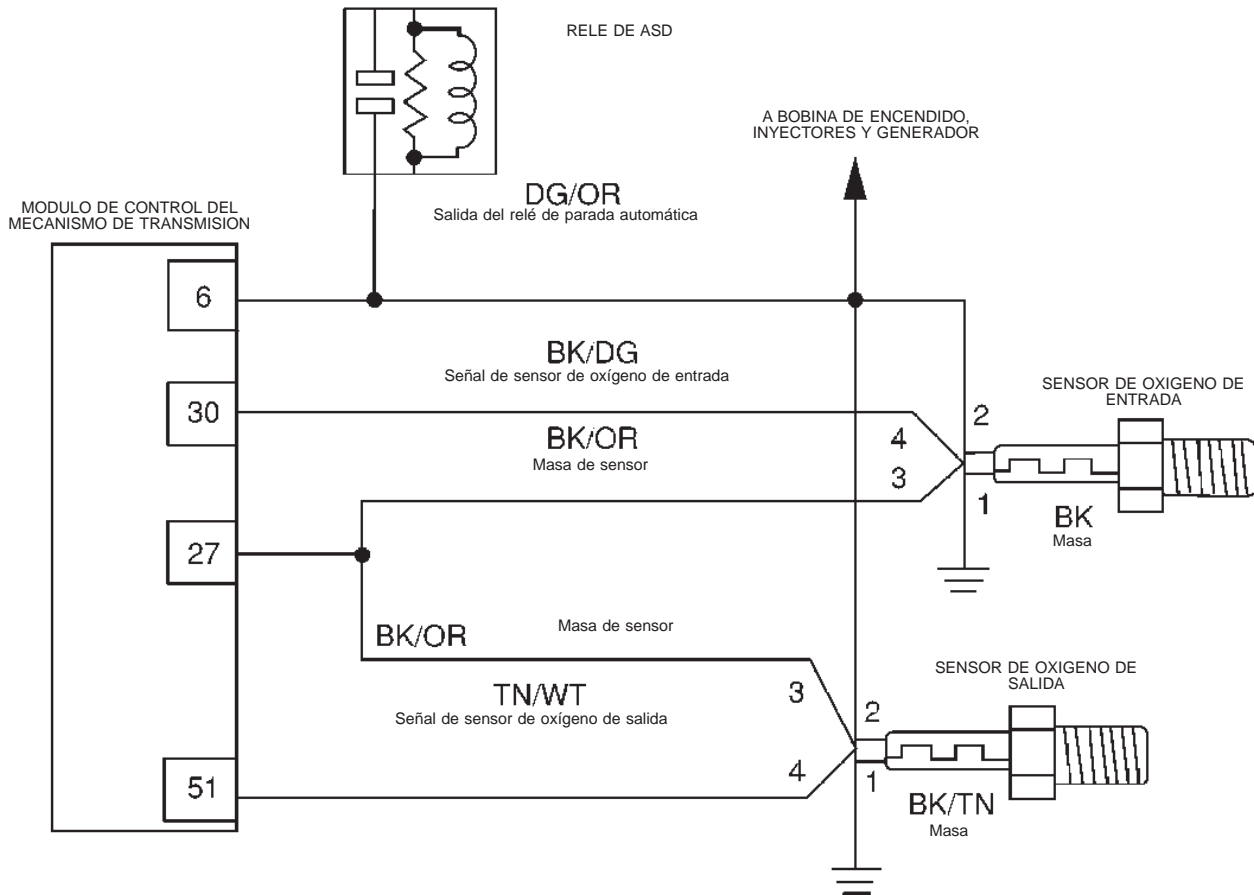 RELE DE ASD
A BOBINA DE ENCENDIDO,
INYECTORES Y GENERADOR
DG/OR
Salida del relé de parada automática
MODULO DE CONTROL DEL
MECANISMO DE TRANSMISION
6
BK/DG
Señal de sensor de oxígeno de entrada
SENSOR DE OXIGENO DE
ENTRADA
30
2
4
BK/OR
Masa de sensor
3
1
BK
Masa
27
BK/OR
Masa de sensor
SENSOR DE OXIGENO DE
SALIDA
3
TN/WT
Señal de sensor de oxígeno de salida
2
4
1
51
BK/TN
Masa